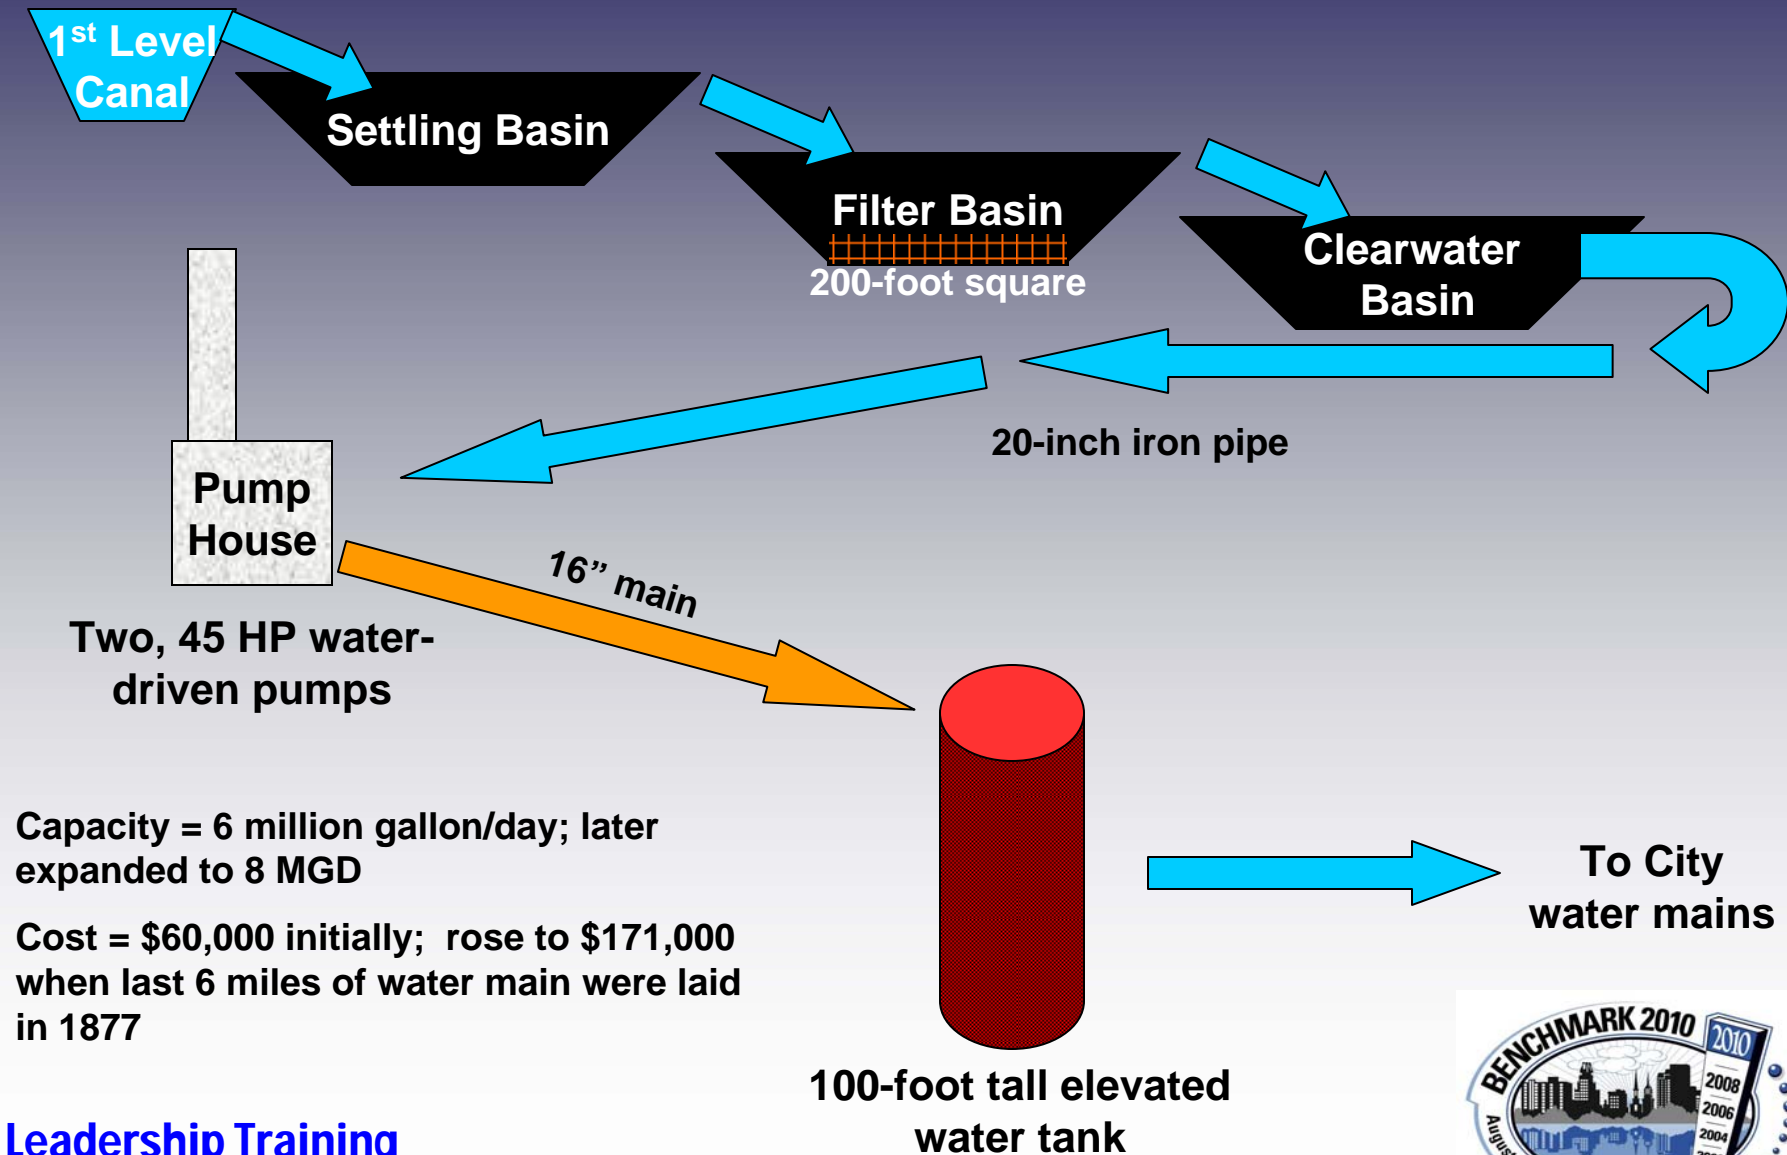 1st Level
Canal
Settling Basin
Filter Basin
200-foot square
Clearwater
Basin
20-inch iron pipe
Pump
House
16” main
Two, 45 HP water-
driven pumps
Capacity = 6 million gallon/day; later
expanded to 8 MGD
Cost = $60,000 initially; rose to $171,000
when last 6 miles of water main were laid
in 1877
To City
water mains
100-foot tall elevated
water tank
Leadership Training
BENCHMARK 2010
2010
2008
2006
2004